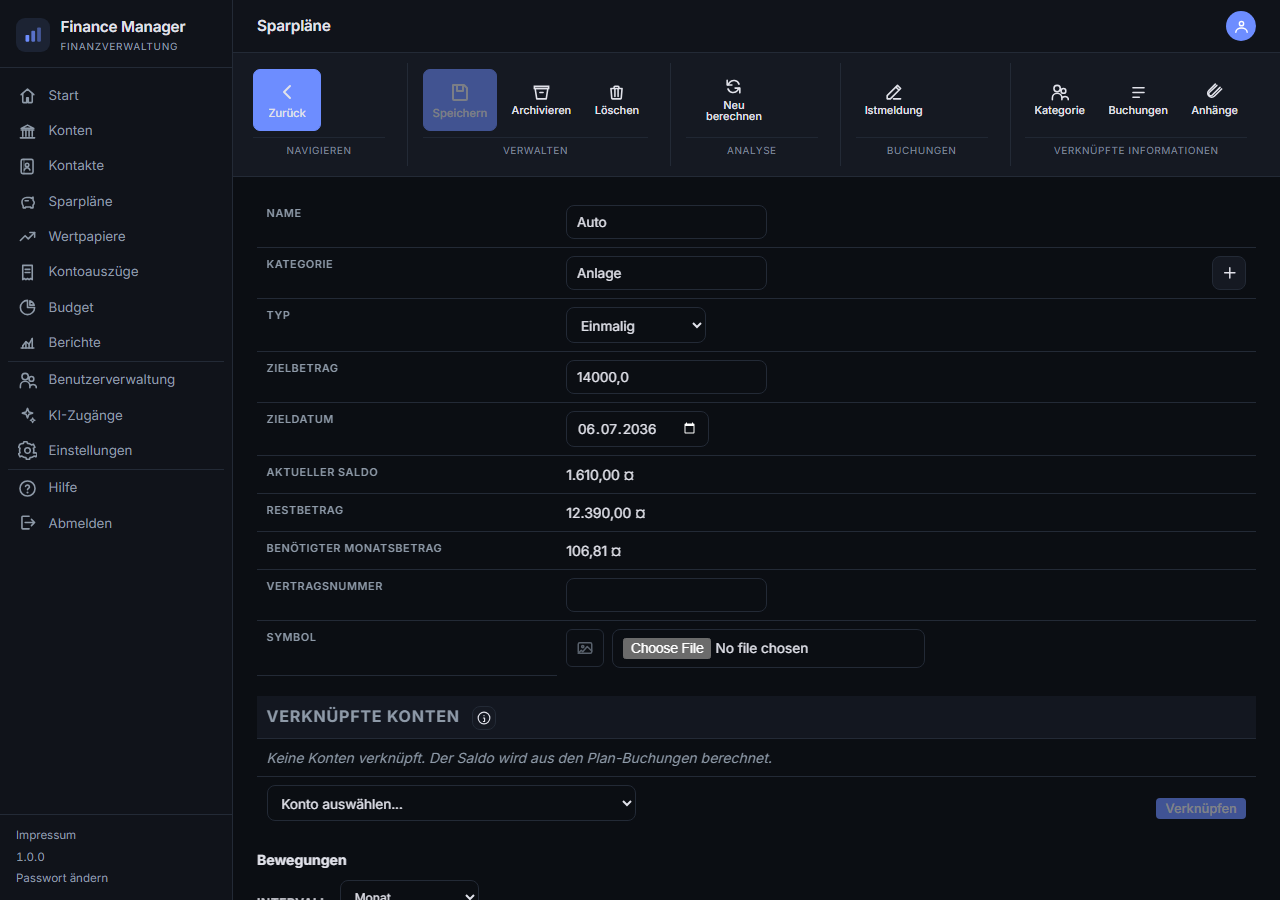 Finance Manager
FINANZVERWALTUNG
Start
Konten
Kontakte
Sparpläne
Wertpapiere
Kontoauszüge
Budget
Berichte
Benutzerverwaltung
KI-Zugänge
Einstellungen
Hilfe
Abmelden
Impressum
1.0.0
Passwort ändern
Sparpläne
Zurück
NAVIGIEREN
Speichern
Archivieren
Löschen
VERWALTEN
Neu
berechnen
ANALYSE
Istmeldung
BUCHUNGEN
Kategorie
Buchungen
Anhänge
VERKNÜPFTE INFORMATIONEN
NAME
Auto
KATEGORIE
Anlage
TYP
Einmalig
ZIELBETRAG
14000,0
ZIELDATUM
06.07.2036
AKTUELLER SALDO
1.610,00 ¤
RESTBETRAG
12.390,00 ¤
BENÖTIGTER MONATSBETRAG
106,81 ¤
VERTRAGSNUMMER
SYMBOL
Choose File No file chosen
VERKNÜPFTE KONTEN
Keine Konten verknüpft. Der Saldo wird aus den Plan-Buchungen berechnet.
Konto auswählen...
Verknüpfen
Bewegungen
INTERVALL
Monat